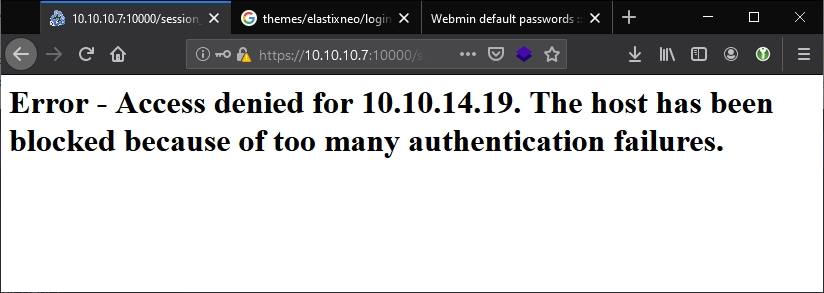 10.10.10.7:10000/session_
themes/elastixneo/login
Webmin default passwords ::
https://10.10.10.7:10000/s
Error - Access denied for 10.10.14.19. The host has been
blocked because of too many authentication failures.